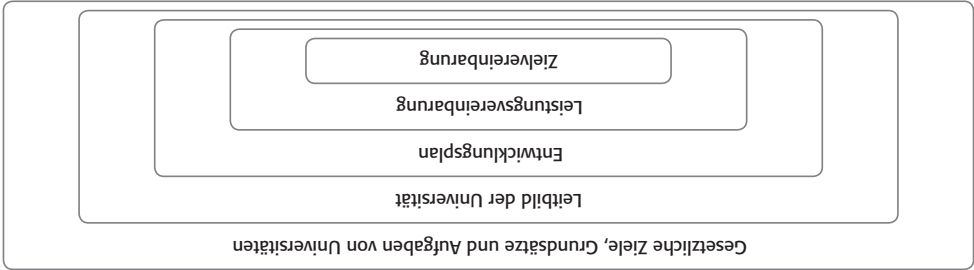 Gesetzliche Ziele, Grundsätze und Aufgaben von Universitäten
Leitbild der Universität
Entwicklungsplan
Leistungsvereinbarung
Zielvereinbarung